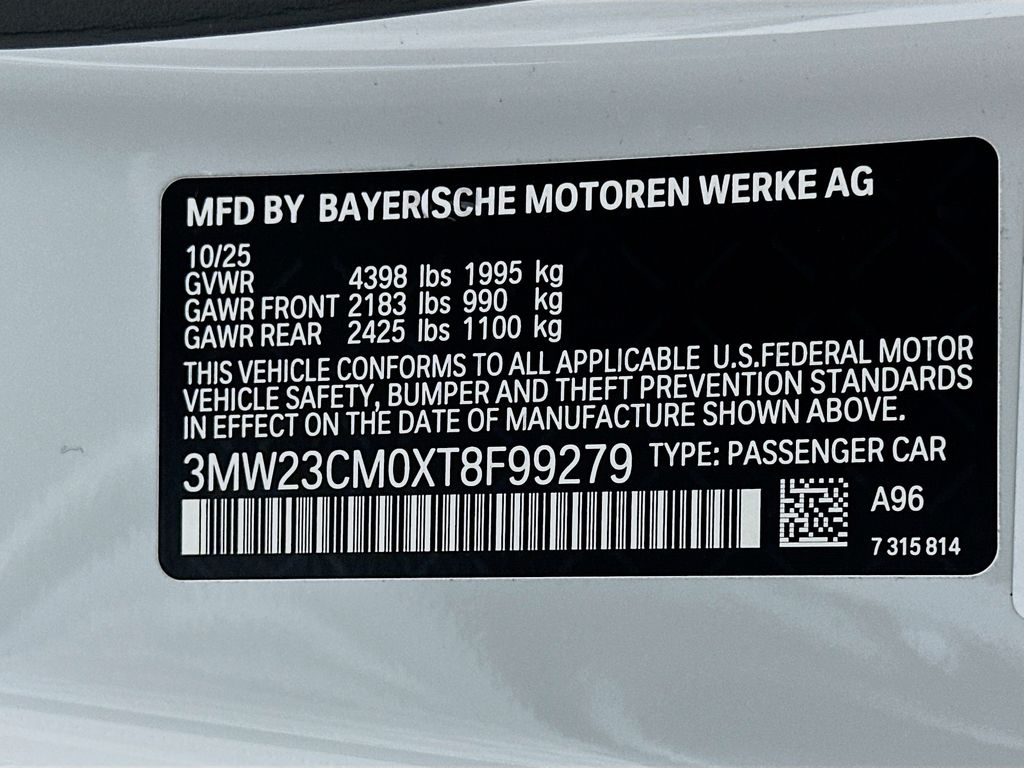 MFD BY BAYERISCHE MOTOREN WERKE AG
10/25
GVWR 4398 lbs 1995 kg
GAWR FRONT 2183 lbs 990 kg
GAWR REAR 2425 lbs 1100 kg
THIS VEHICLE CONFORMS TO ALL APPLICABLE U.S.FEDERAL MOTOR
VEHICLE SAFETY, BUMPER AND THEFT PREVENTION STANDARDS
IN EFFECT ON THE DATE OF MANUFACTURE SHOWN ABOVE.
3MW23CM0XT8F99279 TYPE: PASSENGER CAR
A96
7 315 814